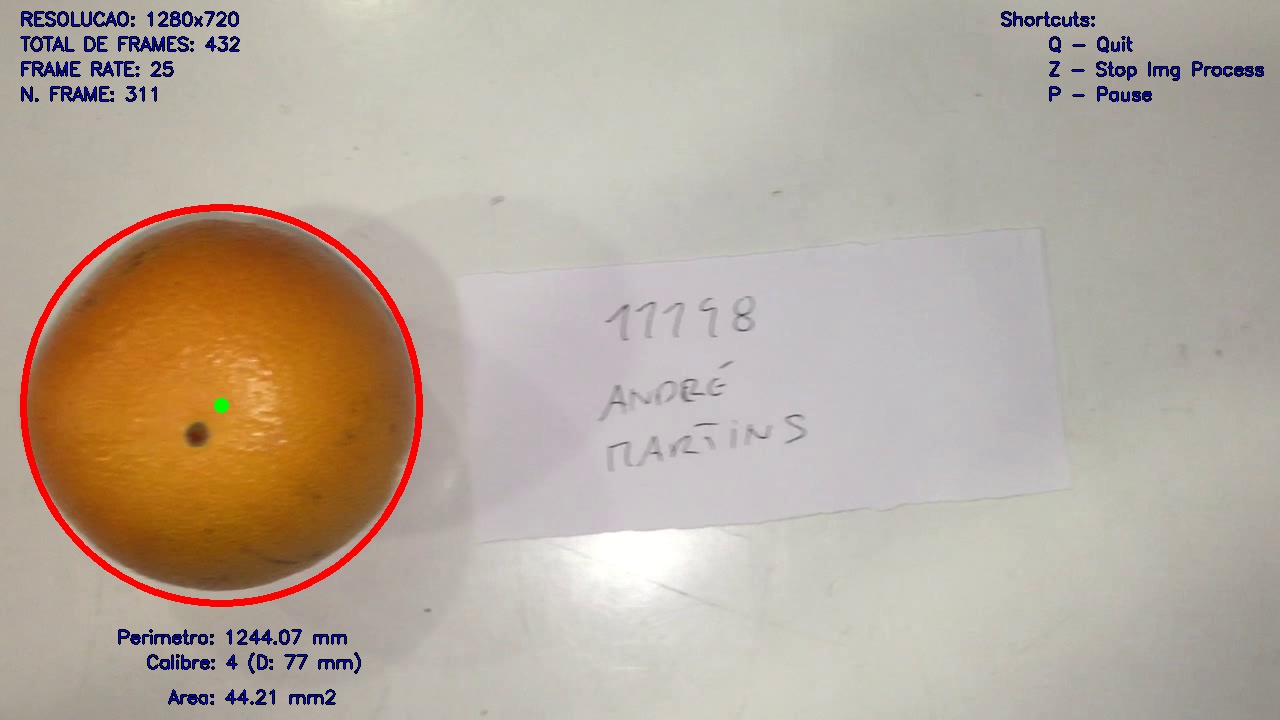 RESOLUCAO: 1280x720
TOTAL DE FRAMES: 432
FRAME RATE: 25
N. FRAME: 311
Shortcuts:
Q - Quit
Z - Stop Img Process
P - Pause
11198
ANDRÉ
MARTINS
Perimetro: 1244.07 mm
Calibre: 4 (D: 77 mm)
Area: 44.21 mm2